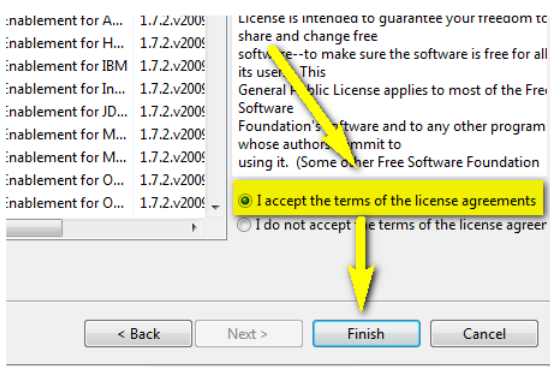 Enablement for A... 1.7.2.v2009
Enablement for H... 1.7.2.v2009
Enablement for IBM 1.7.2.v2009
Enablement for In... 1.7.2.v2009
Enablement for JD... 1.7.2.v2009
Enablement for M... 1.7.2.v2009
Enablement for M... 1.7.2.v2009
Enablement for O... 1.7.2.v2009
Enablement for O... 1.7.2.v2009
License is intended to guarantee your freedom to
share and change free
software--to make sure the software is free for all
its users. This
General Public License applies to most of the Free
Software
Foundation's software and to any other program
whose authors commit to
using it. (Some other Free Software Foundation
I accept the terms of the license agreements
I do not accept the terms of the license agreer
< Back
Next >
Finish
Cancel